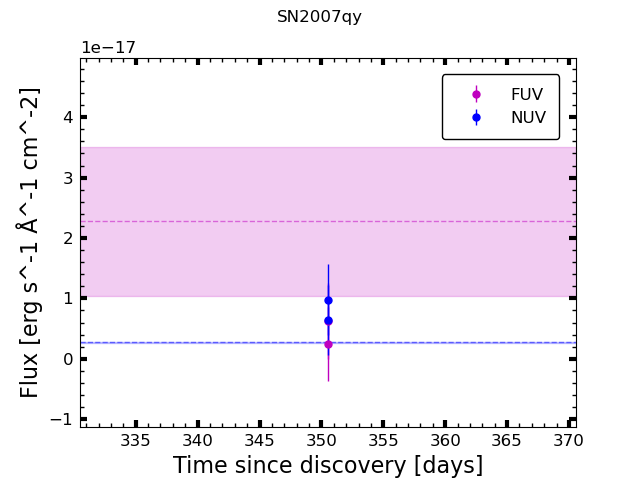 SN2007qy
1e−17
FUV
NUV
4
3
2
1
0
−1
335 340 345 350 355 360 365 370
Flux [erg s^-1 Å^-1 cm^-2]
Time since discovery [days]